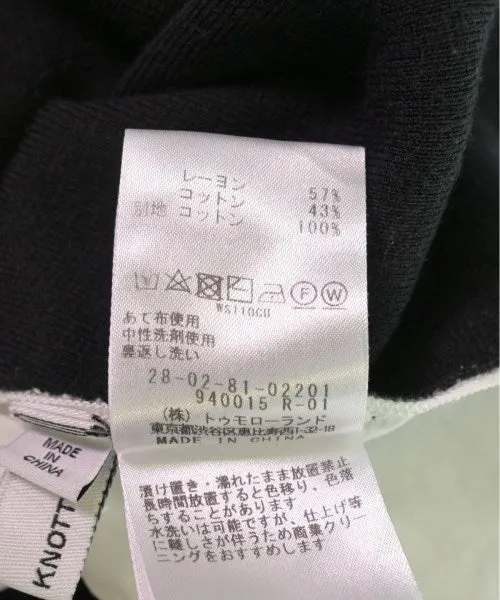 レーヨン 57%
コットン 43%
別地 コットン 100%
WS110CU
あて布使用
中性洗剤使用
裏返し洗い
28-02-81-02201
940015 R-01
(株) トゥモローランド
東京都渋谷区恵比寿西1-32-18
MADE IN CHINA
漬け置き・濡れたまま放置禁止
長時間放置すると色移り、色落
ちすることがあります
水洗いは可能ですが、仕上げ等
に難しさが伴うため商業クリー
ニングをおすすめします
MADE IN
CHINA
KNOTT